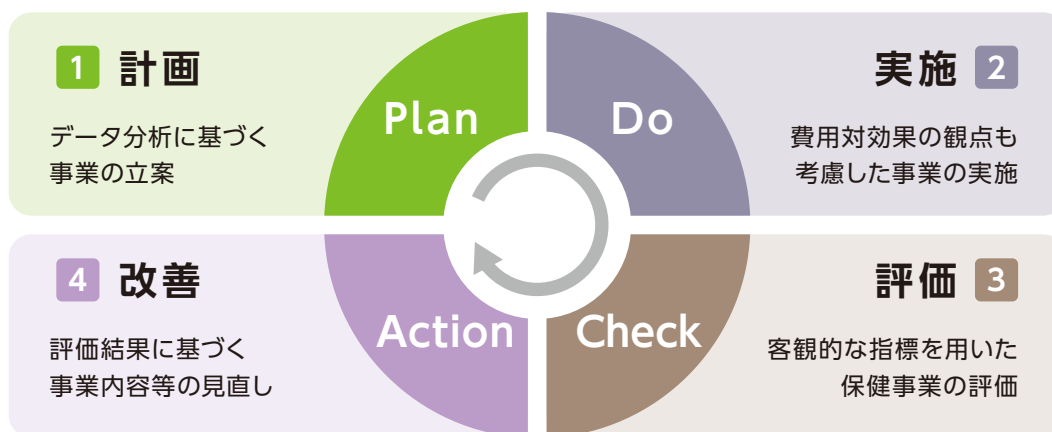 1 計画
データ分析に基づく
事業の立案
Plan
Do
実施 2
費用対効果の観点も
考慮した事業の実施
4 改善
評価結果に基づく
事業内容等の見直し
Action
Check
評価 3
客観的な指標を用いた
保健事業の評価